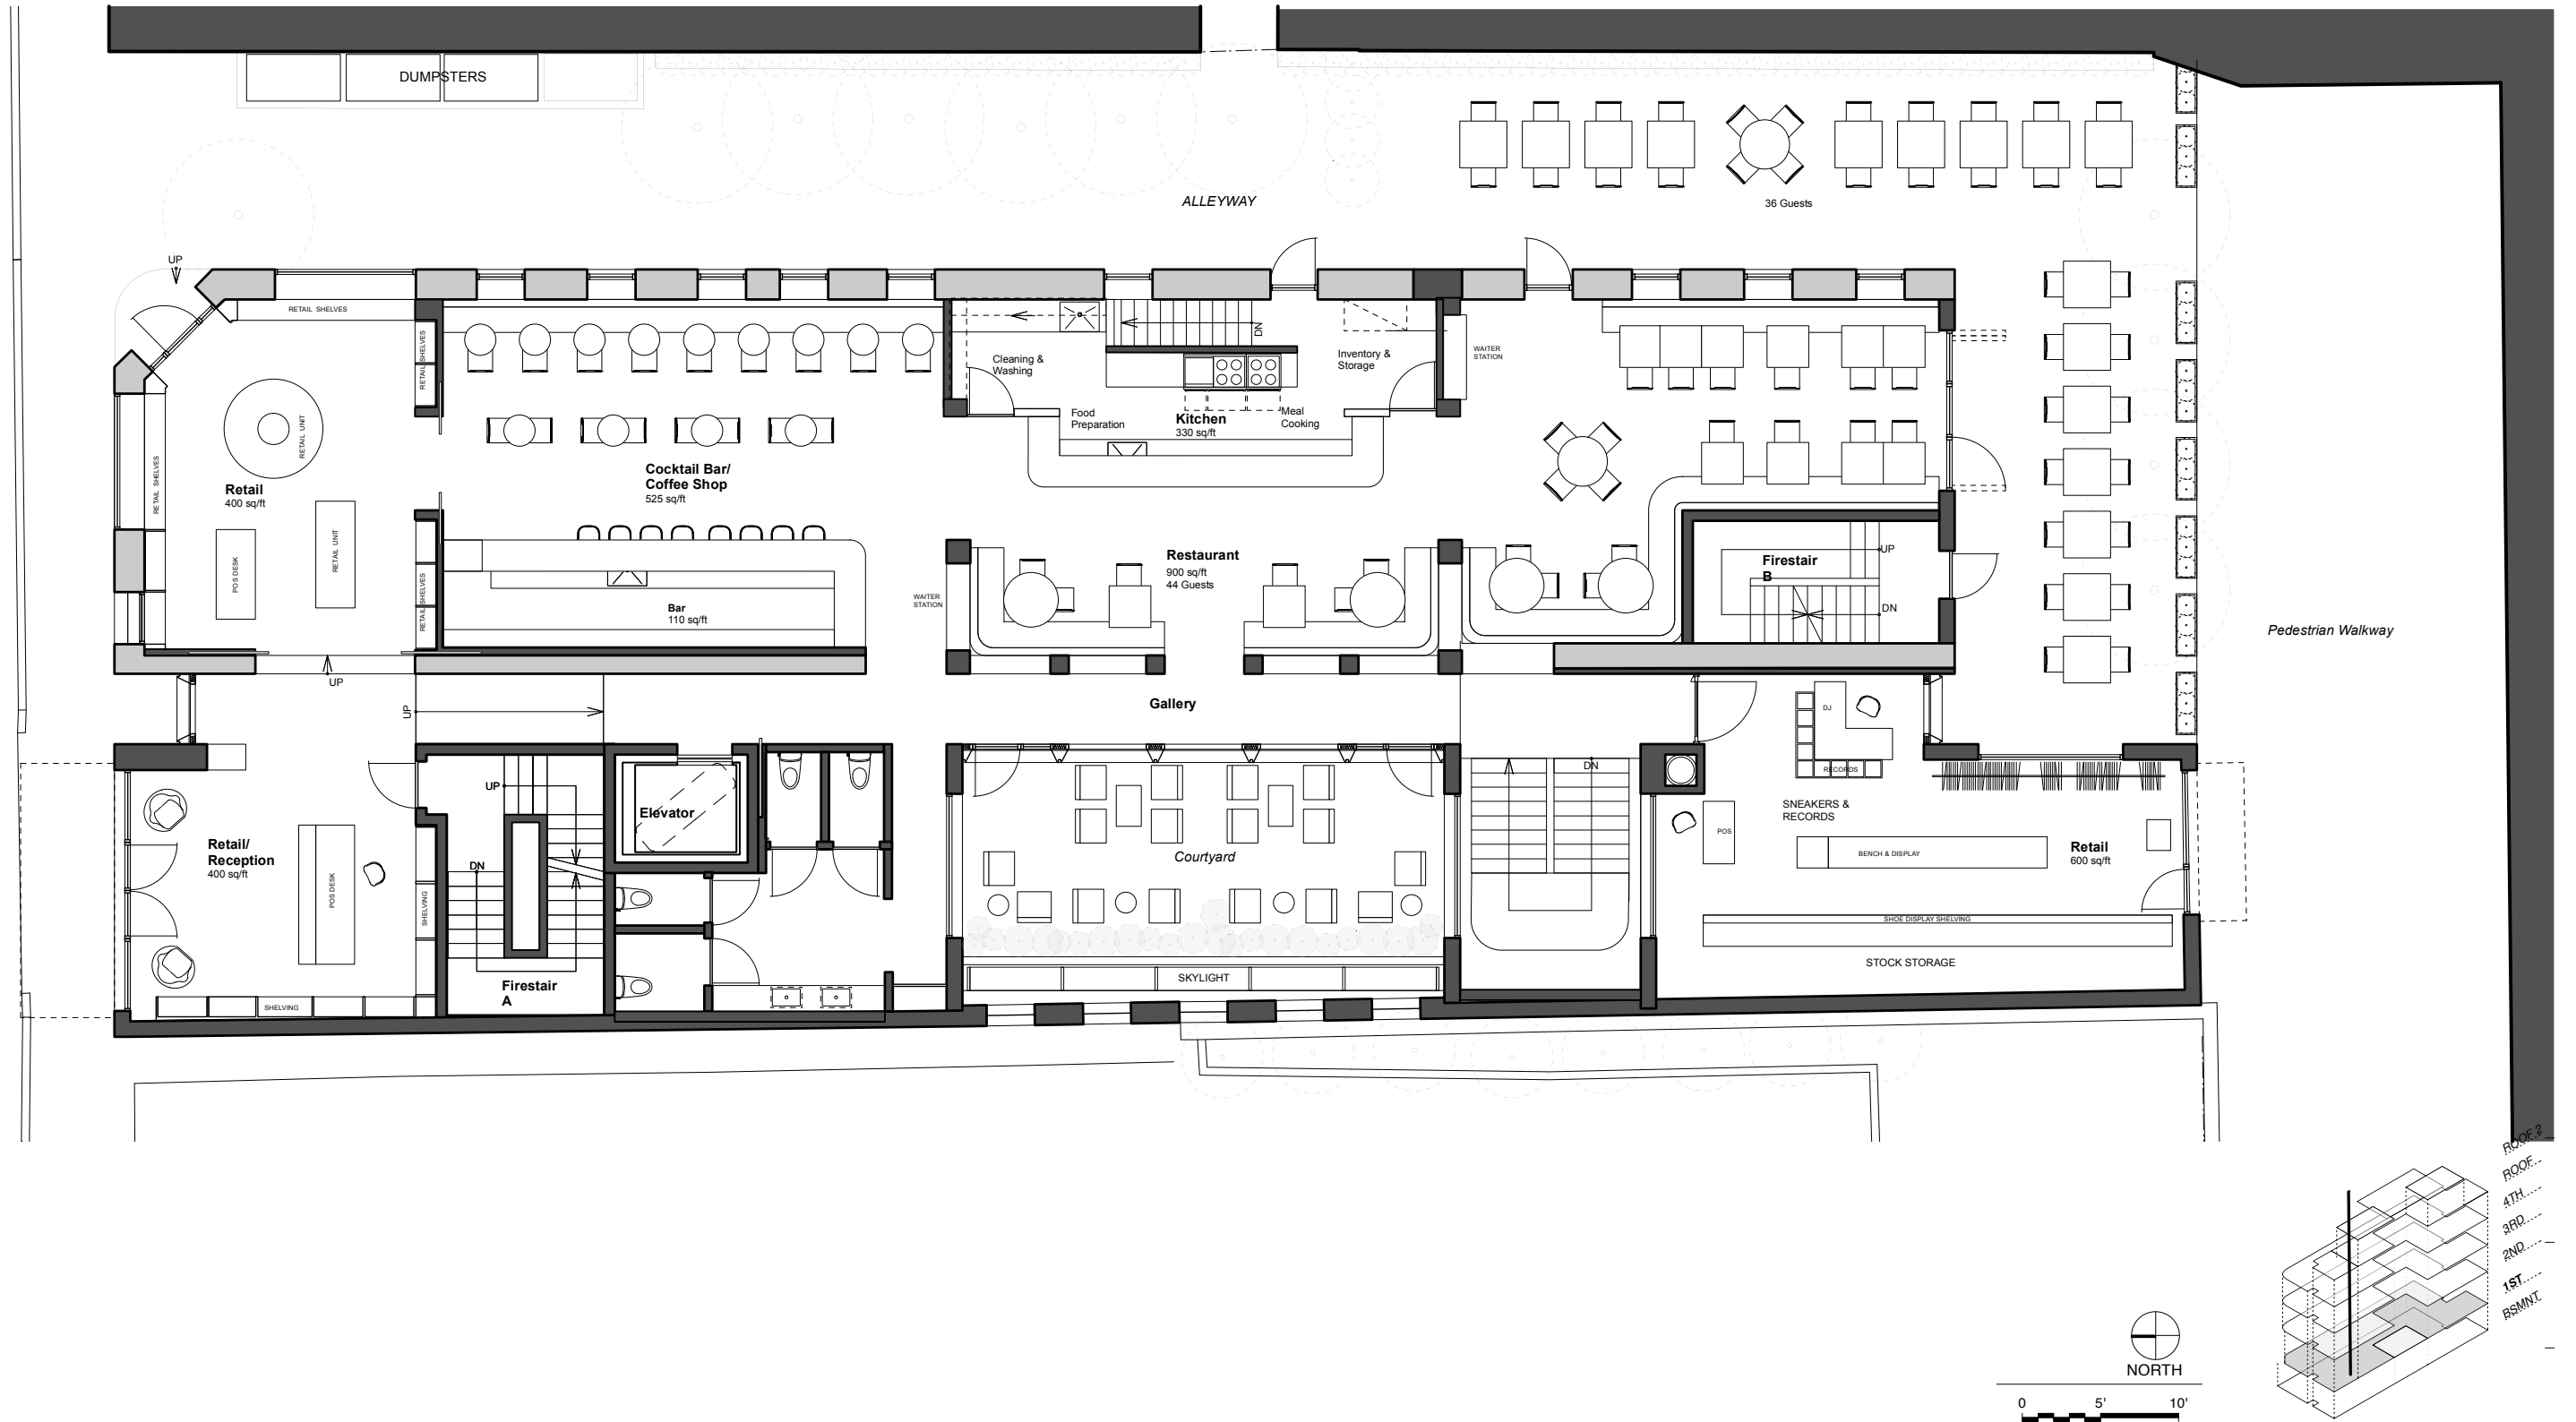 DUMPSTERS
ALLEYWAY
36 Guests
UP
RETAIL SHELVES
RETAIL SHELVES
RETAIL UNIT
RETAIL SHELVES
Retail
400 sq/ft
POS DESK
RETAIL UNIT
RETAIL SHELVES
RETAIL SHELVES
Cocktail Bar/
Coffee Shop
525 sq/ft
Bar
110 sq/ft
Cleaning &
Washing
DN
Inventory &
Storage
Food
Preparation
Kitchen
330 sq/ft
Meal
Cooking
WAITER
STATION
Restaurant
900 sq/ft
44 Guests
WAITER
STATION
Firestair
B
UP
DN
Pedestrian Walkway
UP
UP
Gallery
DJ
RECORDS
UP
Elevator
DN
SNEAKERS &
RECORDS
POS
BENCH & DISPLAY
Retail
600 sq/ft
Retail/
Reception
400 sq/ft
POS DESK
DN
SHELVING
Courtyard
SHOE DISPLAY SHELVING
STOCK STORAGE
SKYLIGHT
Firestair
A
SHELVING
ROOF 2
ROOF
4TH
3RD
2ND
1ST
BSMNT
NORTH
0 5' 10'